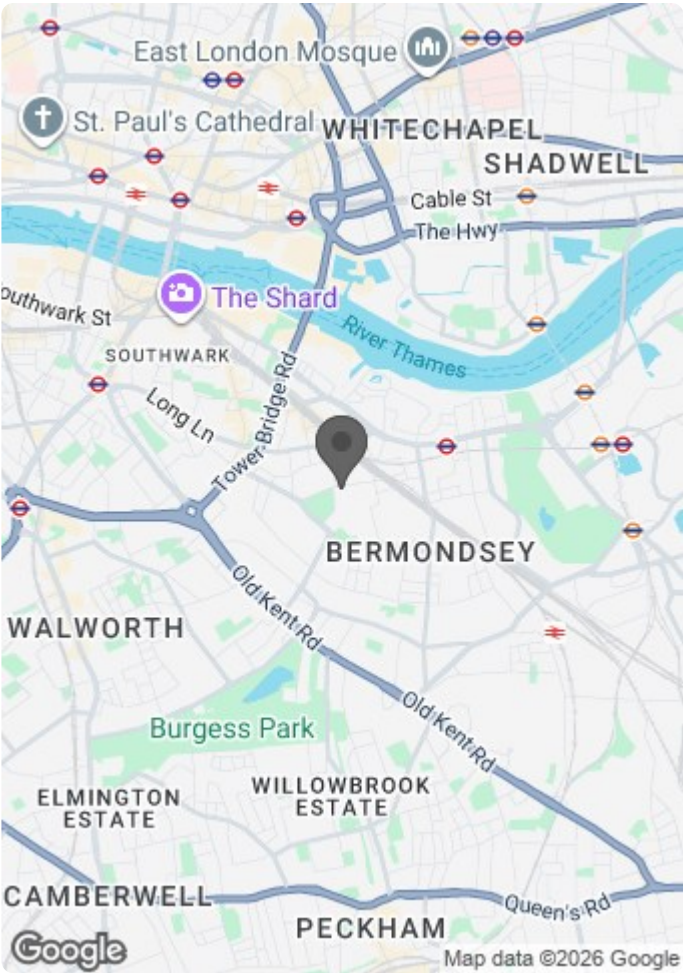 East London Mosque
St. Paul's Cathedral
WHITECHAPEL
SHADWELL
Cable St
The Hwy
outhwark St
The Shard
River Thames
SOUTHWARK
Long Ln
Tower Bridge Rd
BERMONDSEY
Old Kent Rd
WALWORTH
Old Kent Rd
Burgess Park
WILLOWBROOK
ESTATE
ELMINGTON
ESTATE
CAMBERWELL
Queen's Rd
PECKHAM
Google
Map data ©2026 Google